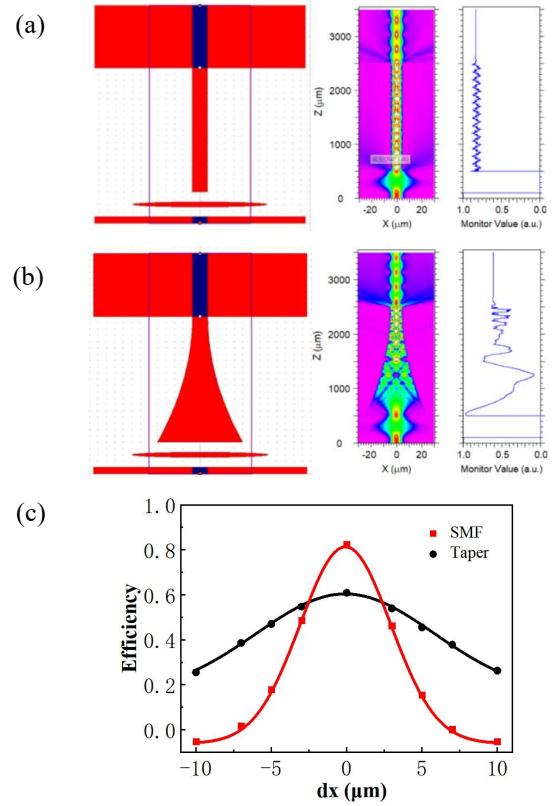 (a)
3000
2000
1000
0
Z (μm)
-20
0
20
X (μm)
1.0
0.5
0.0
Monitor Value (a.u.)
(b)
3000
2000
1000
0
Z (μm)
-20
0
20
X (μm)
1.0
0.5
0.0
Monitor Value (a.u.)
(c)
1.0
0.8
0.6
0.4
0.2
0.0
Efficiency
SMF
Taper
-10
-5
0
5
10
dx (μm)